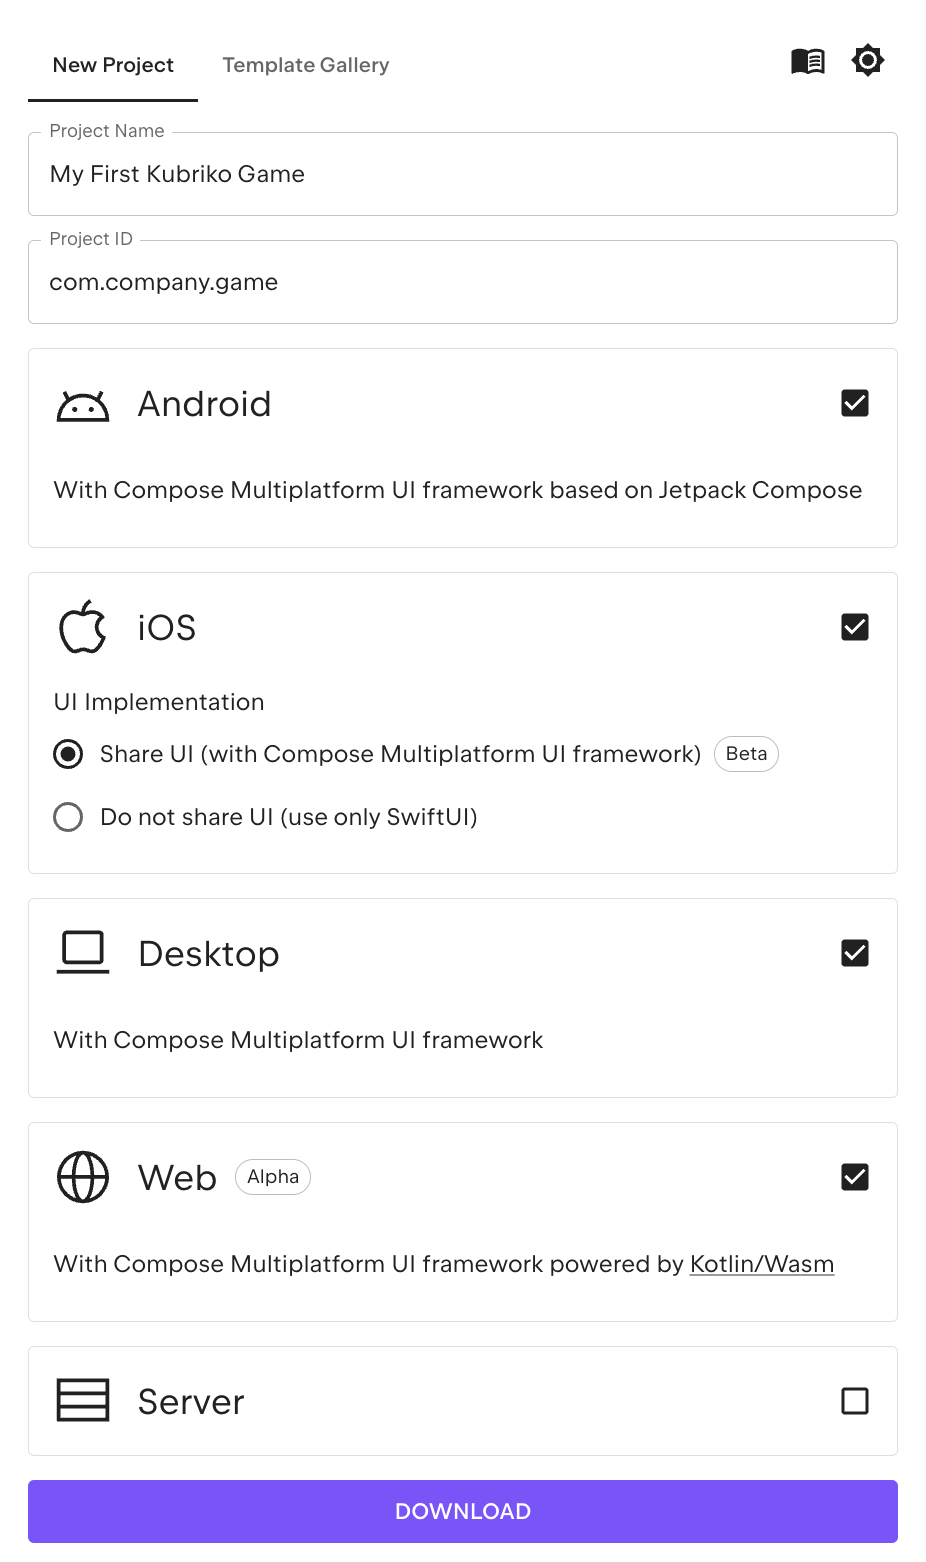 New Project
Template Gallery
Project Name
My First Kubriko Game
Project ID
com.company.game
Android
With Compose Multiplatform UI framework based on Jetpack Compose
iOS
UI Implementation
Share UI (with Compose Multiplatform UI framework) Beta
Do not share UI (use only SwiftUI)
Desktop
With Compose Multiplatform UI framework
Web Alpha
With Compose Multiplatform UI framework powered by Kotlin/Wasm
Server
DOWNLOAD